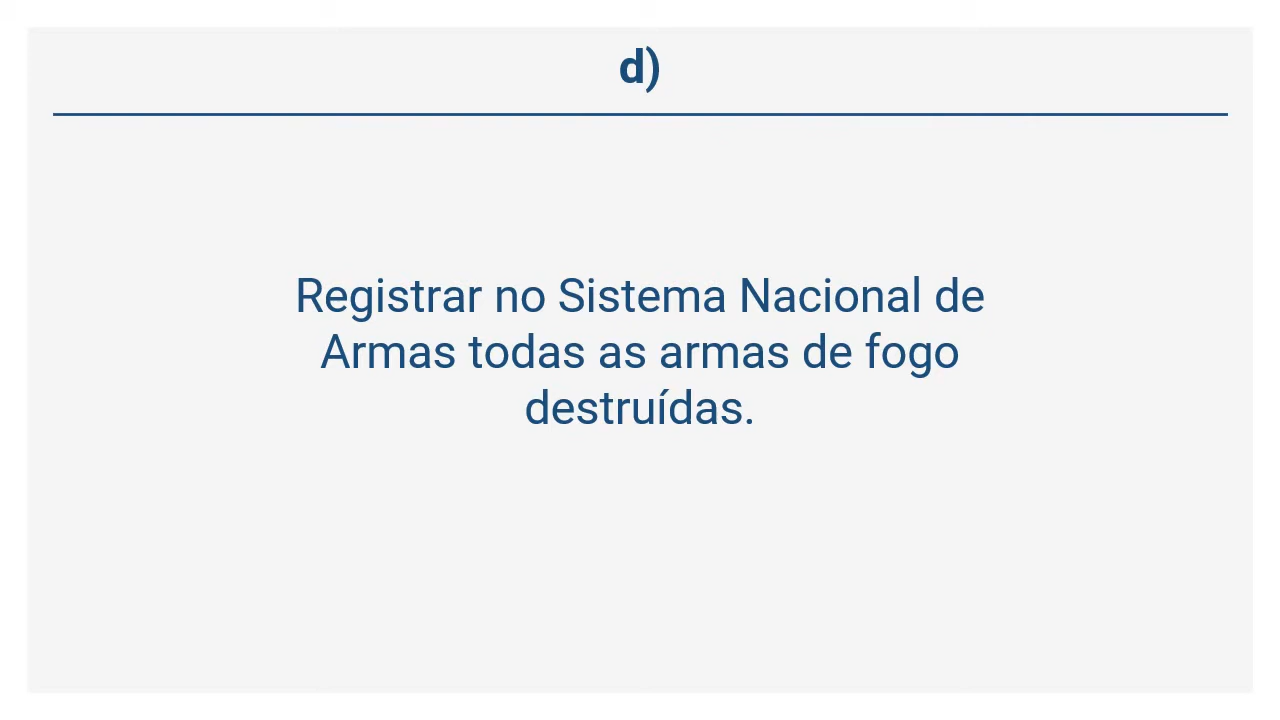 d)
Registrar no Sistema Nacional de
Armas todas as armas de fogo
destruídas.